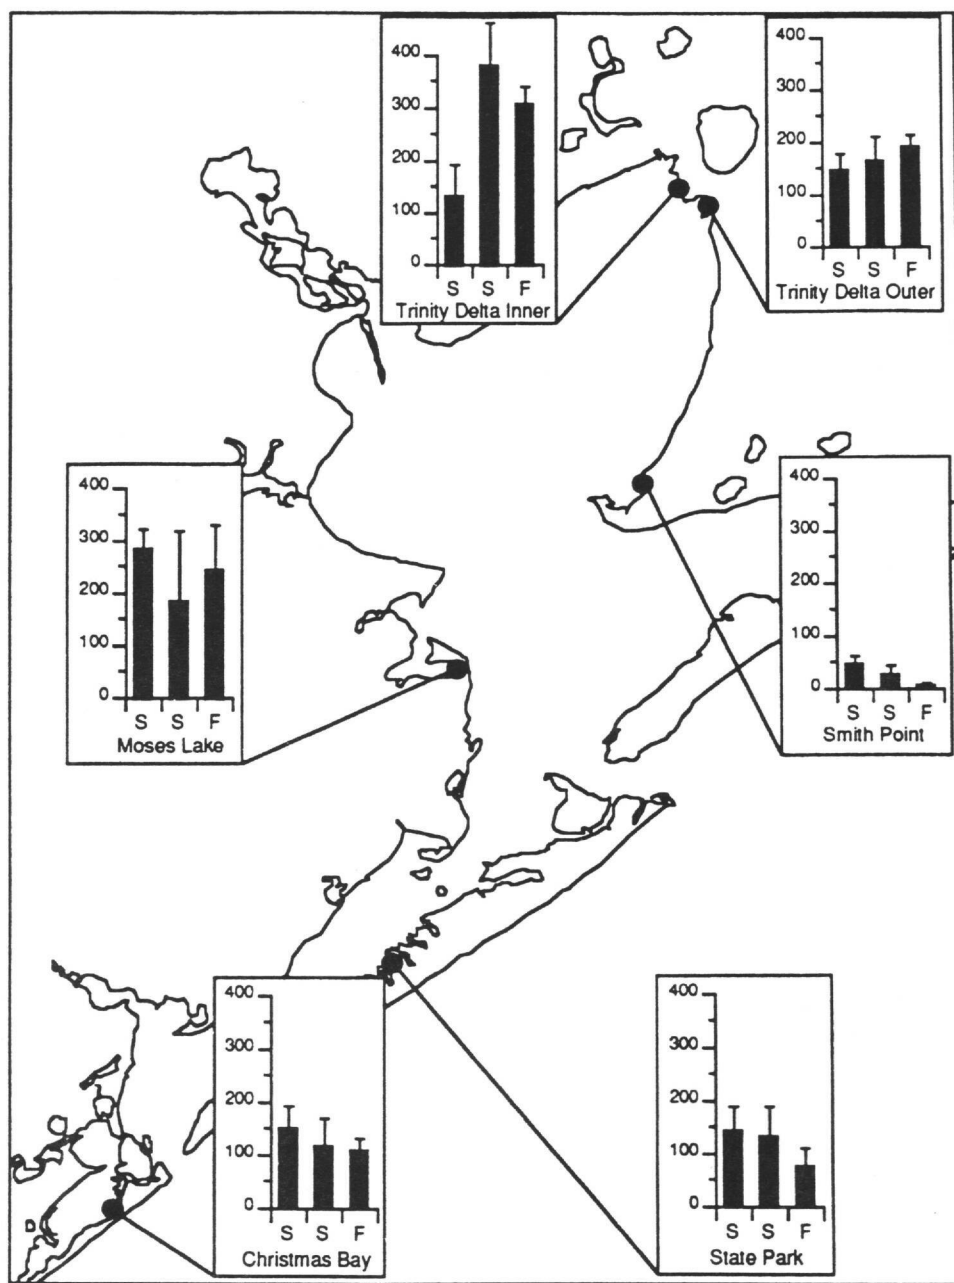 400
300
200
100
0
S S F
Trinity Delta Inner
400
300
200
100
0
S S F
Trinity Delta Outer
400
300
200
100
0
S S F
Moses Lake
400
300
200
100
0
S S F
Smith Point
400
300
200
100
0
S S F
Christmas Bay
400
300
200
100
0
S S F
State Park